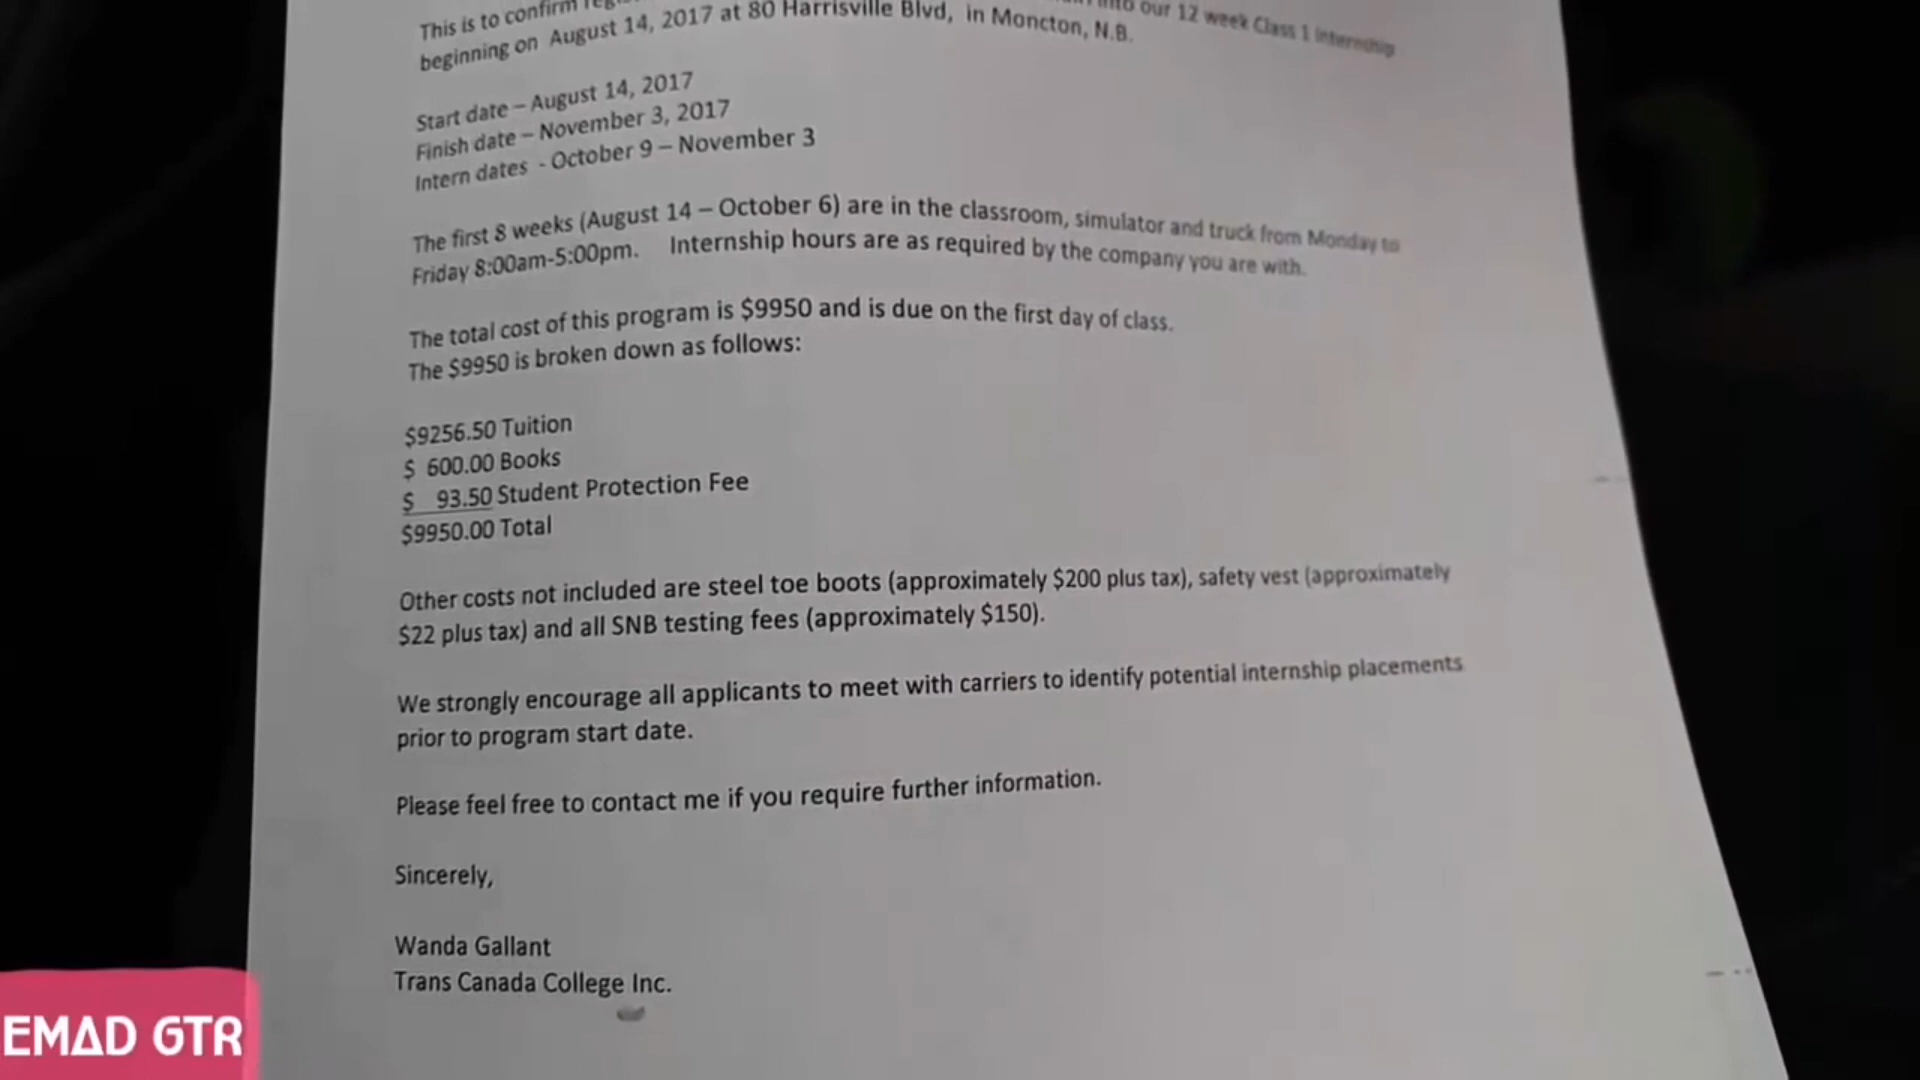 This is to confirm
into our 12 week Class 1 Internship
beginning on August 14, 2017 at 80 Harrisville Blvd, in Moncton, N.B.
Start date – August 14, 2017
Finish date – November 3, 2017
Intern dates - October 9 – November 3
The first 8 weeks (August 14 – October 6) are in the classroom, simulator and truck from Monday to
Friday 8:00am-5:00pm. Internship hours are as required by the company you are with.
The total cost of this program is $9950 and is due on the first day of class.
The $9950 is broken down as follows:
$9256.50 Tuition
$ 600.00 Books
$ 93.50 Student Protection Fee
$9950.00 Total
Other costs not included are steel toe boots (approximately $200 plus tax), safety vest (approximately
$22 plus tax) and all SNB testing fees (approximately $150).
We strongly encourage all applicants to meet with carriers to identify potential internship placements
prior to program start date.
Please feel free to contact me if you require further information.
Sincerely,
Wanda Gallant
Trans Canada College Inc.
EMAD GTR